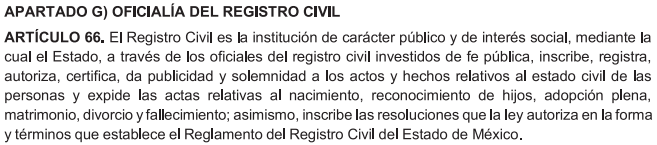 APARTADO G) OFICIALÍA DEL REGISTRO CIVIL
ARTÍCULO 66. El Registro Civil es la institución de carácter público y de interés social, mediante la
cual el Estado, a través de los oficiales del registro civil investidos de fe pública, inscribe, registra,
autoriza, certifica, da publicidad y solemnidad a los actos y hechos relativos al estado civil de las
personas y expide las actas relativas al nacimiento, reconocimiento de hijos, adopción plena,
matrimonio, divorcio y fallecimiento; asimismo, inscribe las resoluciones que la ley autoriza en la forma
y términos que establece el Reglamento del Registro Civil del Estado de México.